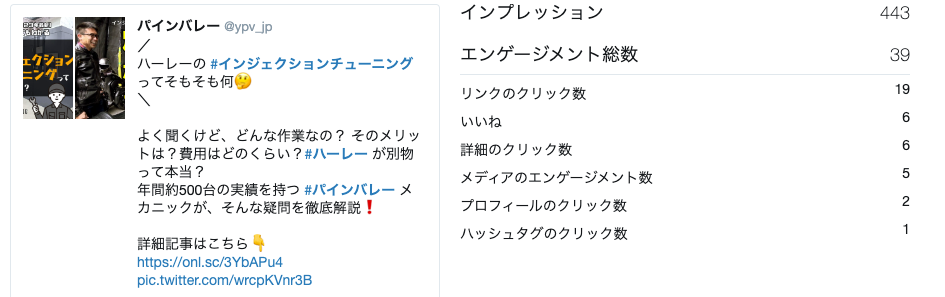 パインバレー @ypv_jp
／
ハーレーの #インジェクションチューニング
ってそもそも何🤔
＼
よく聞くけど、どんな作業なの？ そのメリッ
トは？費用はどのくらい？#ハーレー が別物
って本当？
年間約500台の実績を持つ #パインバレー メ
カニックが、そんな疑問を徹底解説❗
詳細記事はこちら👇
https://onl.sc/3YbAPu4
pic.twitter.com/wrcpKVnr3B
インプレッション 443
エンゲージメント総数 39
リンクのクリック数 19
いいね 6
詳細のクリック数 6
メディアのエンゲージメント数 5
プロフィールのクリック数 2
ハッシュタグのクリック数 1